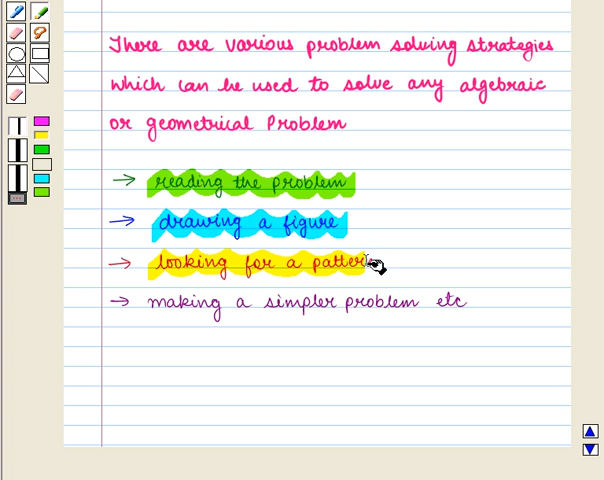 There are various problem solving strategies
which can be used to solve any algebraic
or geometrical Problem
→ reading the problem
→ drawing a figure
→ looking for a pattern
→ making a simpler problem etc